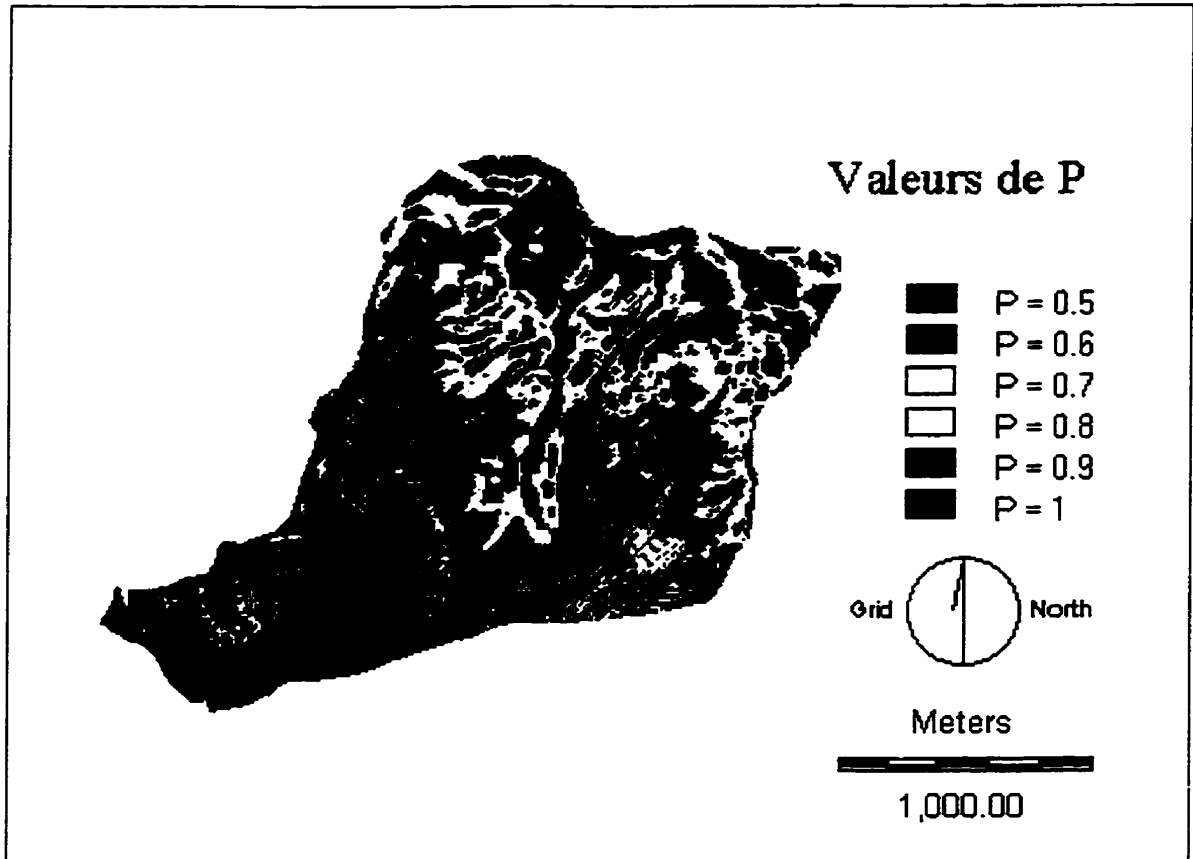 Valeurs de P
P = 0.5
P = 0.6
P = 0.7
P = 0.8
P = 0.9
P = 1
Grid North
Meters
1,000.00